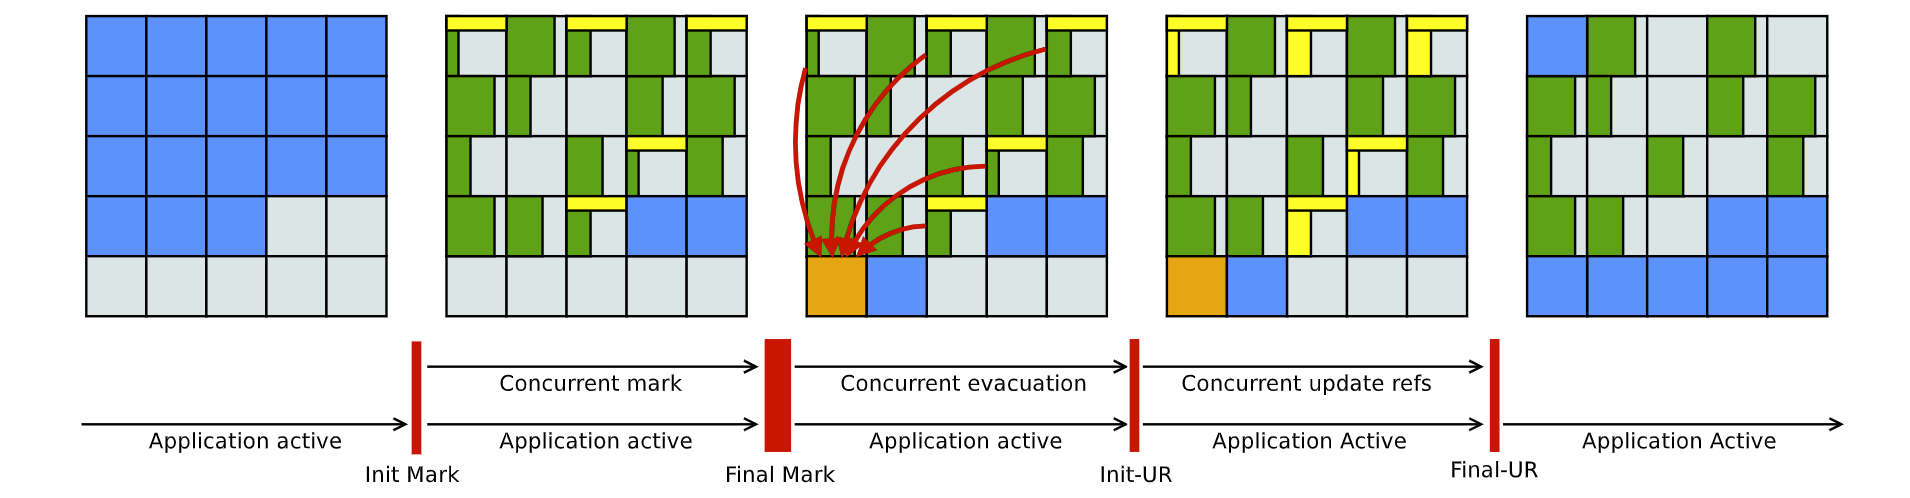 Concurrent mark
Concurrent evacuation
Concurrent update refs
Application active
Application active
Application active
Application Active
Application Active
Init Mark
Final Mark
Init-UR
Final-UR